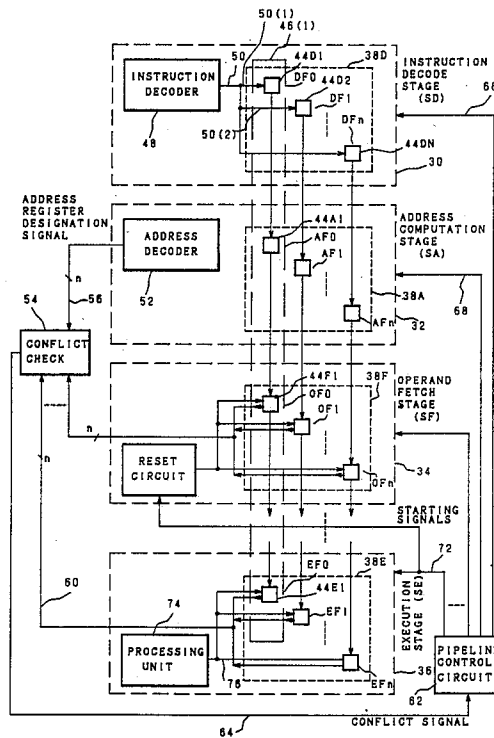 50(1)
46(1)
50
44D1
38D
INSTRUCTION
DECODER
DF0
44D2
DF1
50(2)
48
DFn
44DN
INSTRUCTION
DECODE
STAGE
(SD)
66
30
ADDRESS
REGISTER
DESIGNATION
SIGNAL
ADDRESS
DECODER
52
44A1
AF0
AF1
AFn
38A
32
ADDRESS
COMPUTATION
STAGE
(SA)
68
n
56
54
CONFLICT
CHECK
44F1
38F
OF0
OF1
OFn
OPERAND
FETCH
STAGE
(SF)
34
n
n
RESET
CIRCUIT
STARTING
SIGNALS
60
EF0
38E
44E1
EF1
EFn
EXECUTION
STAGE (SE)
72
74
PROCESSING
UNIT
76
36
PIPELINE
CONTROL
CIRCUIT
62
64
CONFLICT SIGNAL